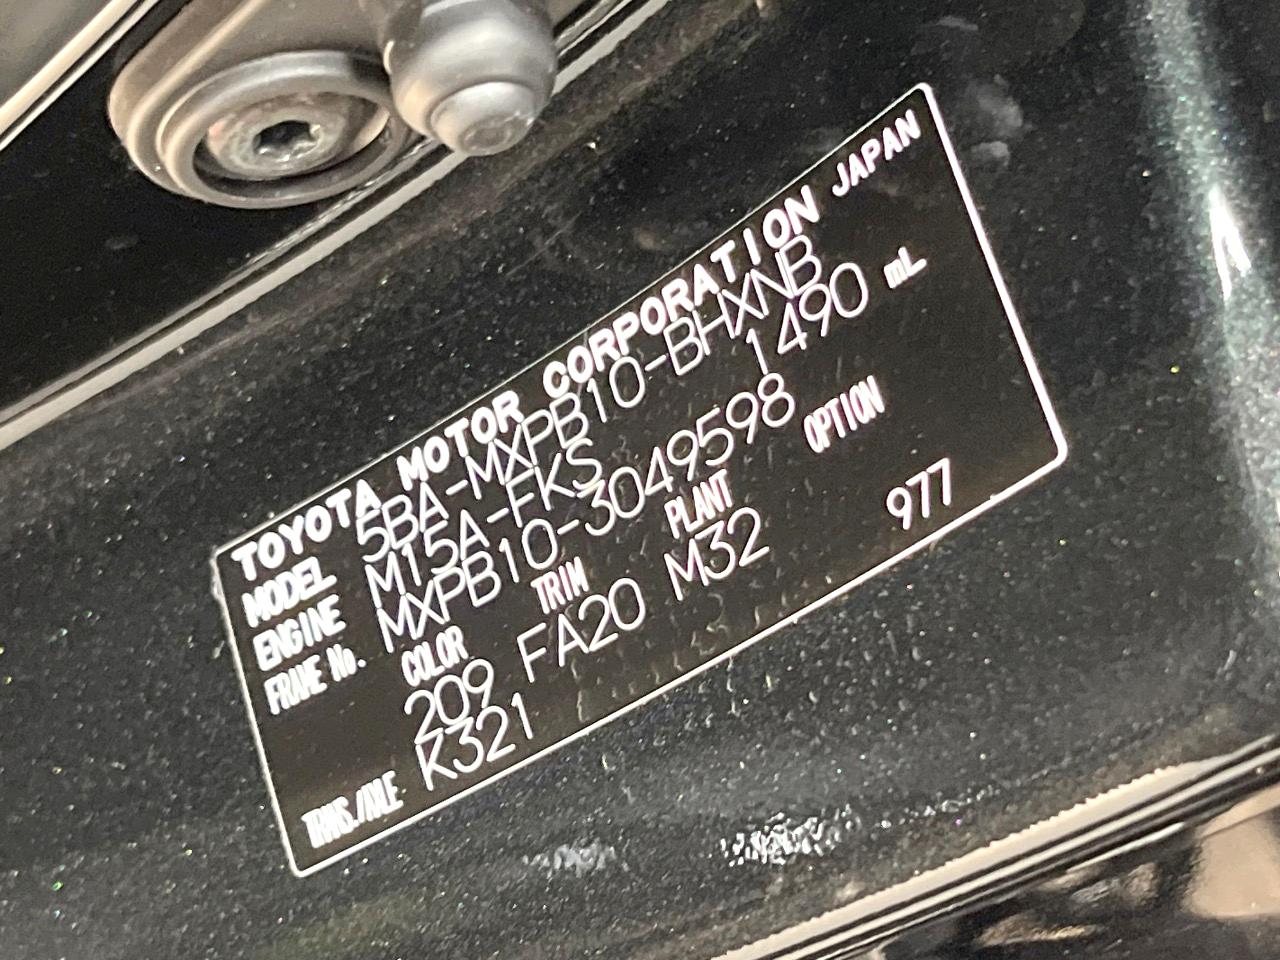 TOYOTA MOTOR CORPORATION JAPAN
MODEL 5BA-MXPB10-BHXNB
ENGINE M15A-FKS 1490 mL
FRAME No. MXPB10-3049598
COLOR TRIM PLANT OPTION
209 FA20 M32 977
TRNS./AXLE K321